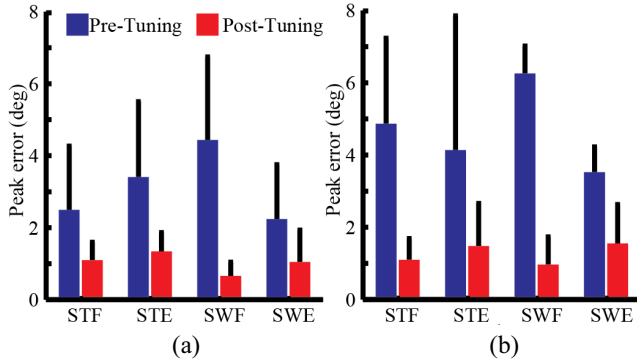 Pre-Tuning Post-Tuning
Peak error (deg)
8
6
4
2
0
STF STE SWF SWE
(a)
Peak error (deg)
8
6
4
2
0
STF STE SWF SWE
(b)